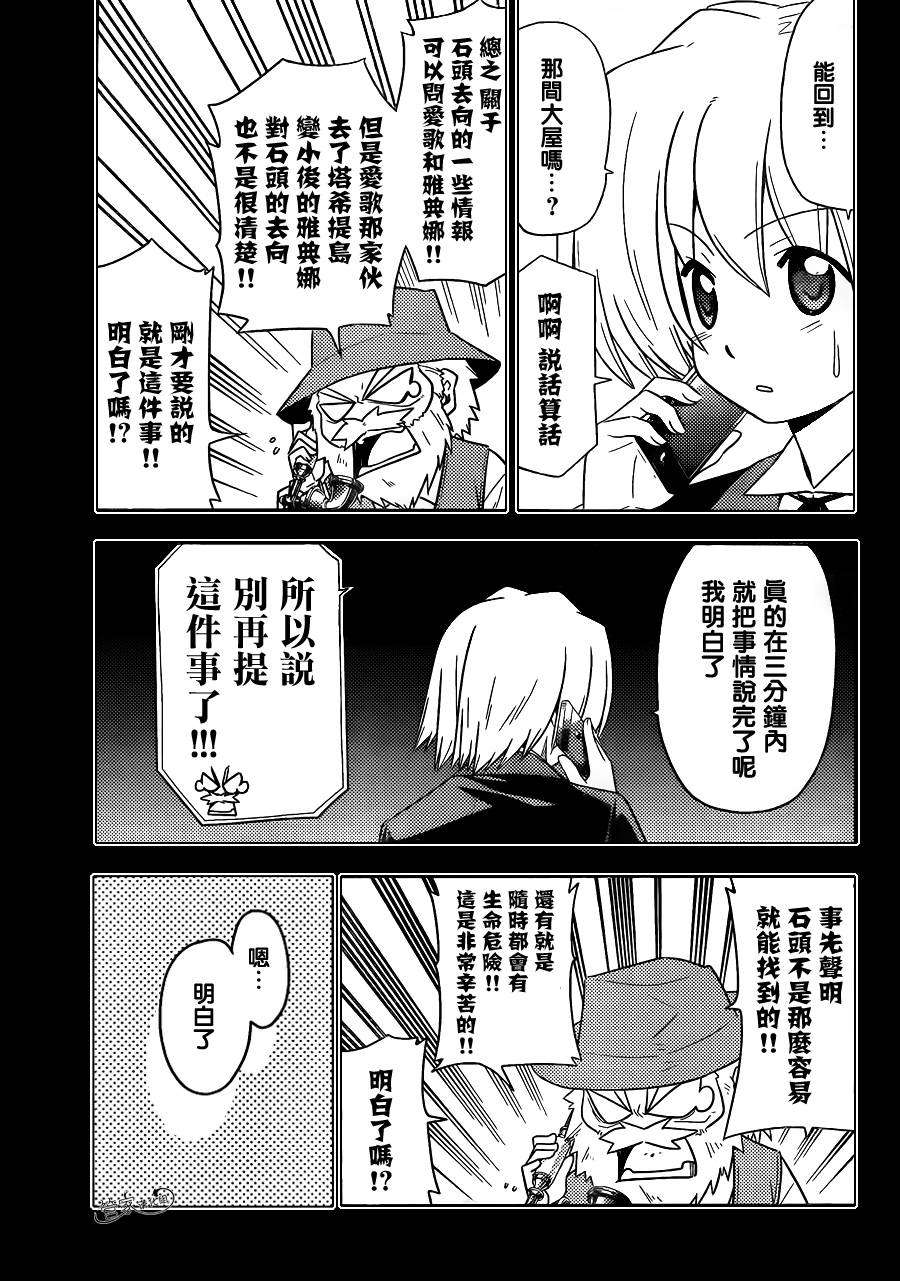 能回到…
那間大屋嗎…?
啊啊 説話算話
總之 關于
石頭去向的一些情報
可以問愛歌和雅典娜!!
但是愛歌那家伙
去了塔希提島
變小後的雅典娜
對石頭的去向
也不是很清楚!!
剛才要説的
就是這件事!!
明白了嗎!?
眞的在三分鐘內
就把事情說完了呢
我明白了
所以説
別再提
這件事了!!!
事先聲明
石頭不是那麼容易
就能找到的!!
還有就是
隨時都會有
生命危險!!
這是非常辛苦的!!
明白了嗎!?
嗯…
明白了